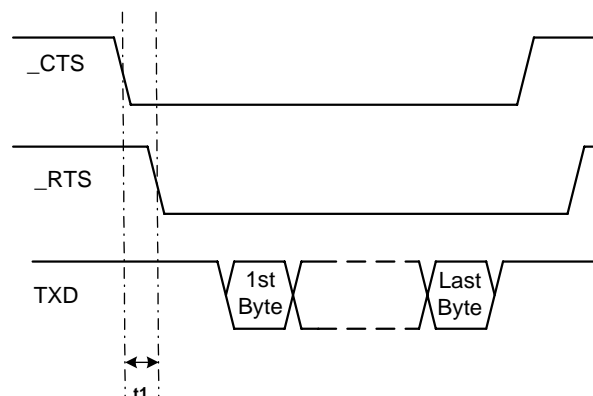 _CTS
_RTS
TXD
1st
Byte
Last
Byte
t1